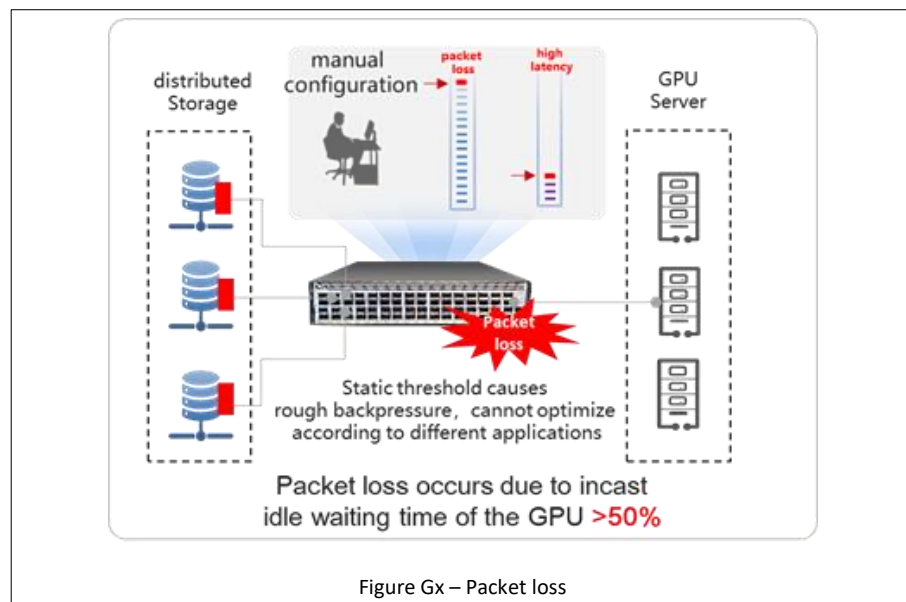 manual
configuration
packet
loss
high
latency
distributed
Storage
GPU
Server
Packet
loss
Static threshold causes
rough backpressure，cannot optimize
according to different applications
Packet loss occurs due to incast
idle waiting time of the GPU >50%
Figure Gx – Packet loss